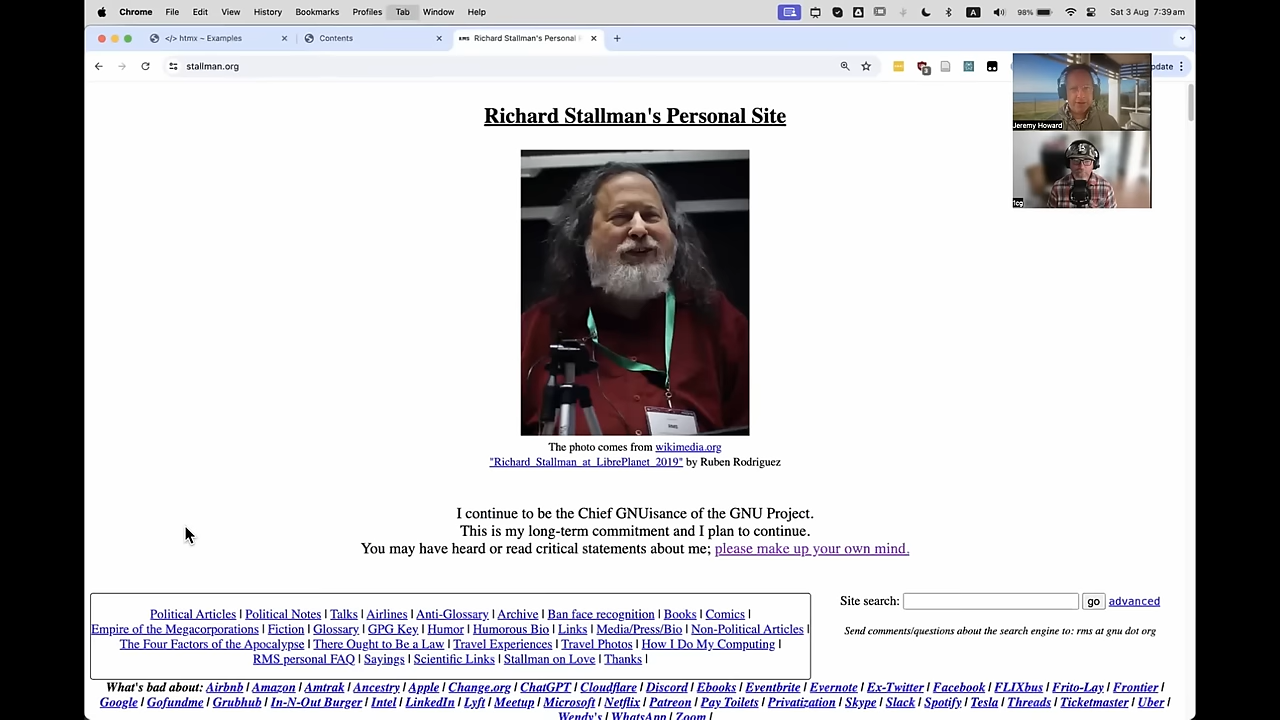 Chrome File Edit View History Bookmarks Profiles Tab Window Help A 98% Sat 3 Aug 7:39am
</> htmx ~ Examples Contents Richard Stallman's Personal
stallman.org
Jeremy Howard
Richard Stallman's Personal Site
The photo comes from wikimedia.org
"Richard_Stallman_at_LibrePlanet_2019" by Ruben Rodriguez
I continue to be the Chief GNUisance of the GNU Project.
This is my long-term commitment and I plan to continue.
You may have heard or read critical statements about me; please make up your own mind.
Political Articles | Political Notes | Talks | Airlines | Anti-Glossary | Archive | Ban face recognition | Books | Comics |
Empire of the Megacorporations | Fiction | Glossary | GPG Key | Humor | Humorous Bio | Links | Media/Press/Bio | Non-Political Articles |
The Four Factors of the Apocalypse | There Ought to Be a Law | Travel Experiences | Travel Photos | How I Do My Computing |
RMS personal FAQ | Sayings | Scientific Links | Stallman on Love | Thanks |
Site search: go advanced
Send comments/questions about the search engine to: rms at gnu dot org
What's bad about: Airbnb | Amazon | Amtrak | Ancestry | Apple | Change.org | ChatGPT | Cloudflare | Discord | Ebooks | Eventbrite | Evernote | Ex-Twitter | Facebook | FLIXbus | Frito-Lay | Frontier |
Google | Gofundme | Grubhub | In-N-Out Burger | Intel | LinkedIn | Lyft | Meetup | Microsoft | Netflix | Patreon | Pay Toilets | Privatization | Skype | Slack | Spotify | Tesla | Threads | Ticketmaster | Uber |
Wendy's | WhatsApp | Zoom |